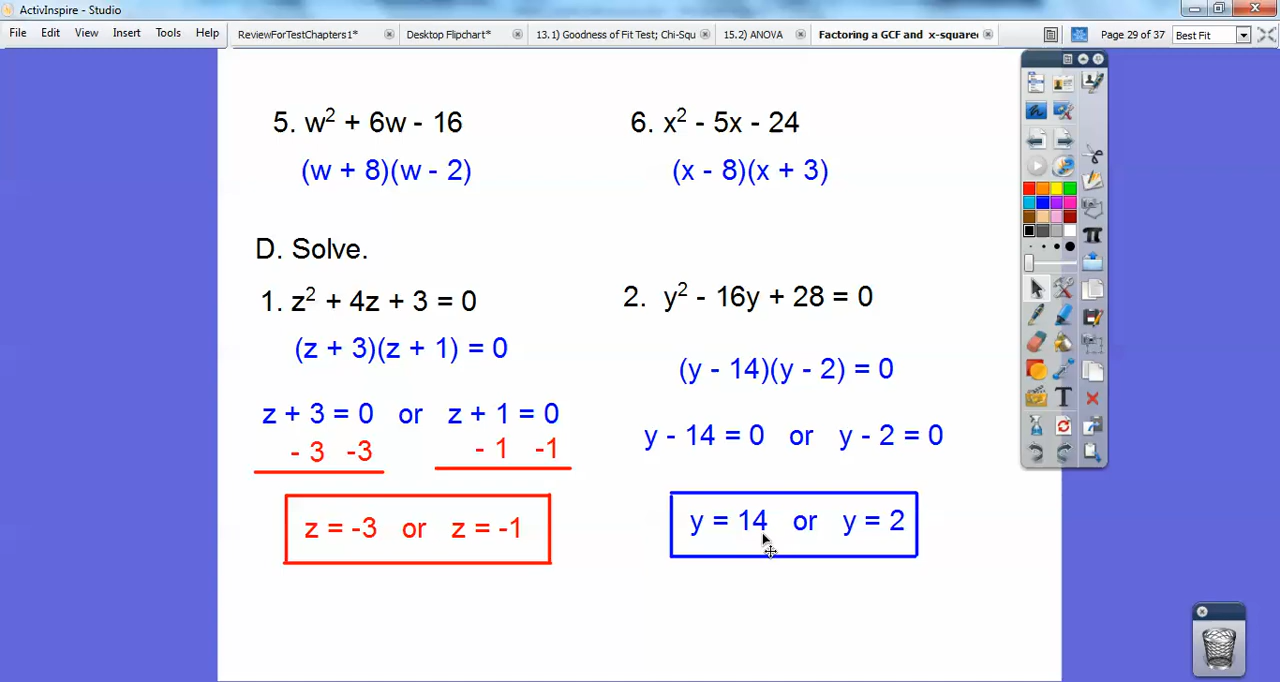 ActivInspire - Studio
File Edit View Insert Tools Help
ReviewForTestChapters1* Desktop Flipchart* 13.1) Goodness of Fit Test; Chi-Squ 15.2) ANOVA Factoring a GCF and x-square
Page 29 of 37 Best Fit
5. w² + 6w - 16
(w + 8)(w - 2)
6. x² - 5x - 24
(x - 8)(x + 3)
D. Solve.
1. z² + 4z + 3 = 0
(z + 3)(z + 1) = 0
z + 3 = 0 or z + 1 = 0
- 3 -3 - 1 -1
z = -3 or z = -1
2. y² - 16y + 28 = 0
(y - 14)(y - 2) = 0
y - 14 = 0 or y - 2 = 0
y = 14 or y = 2